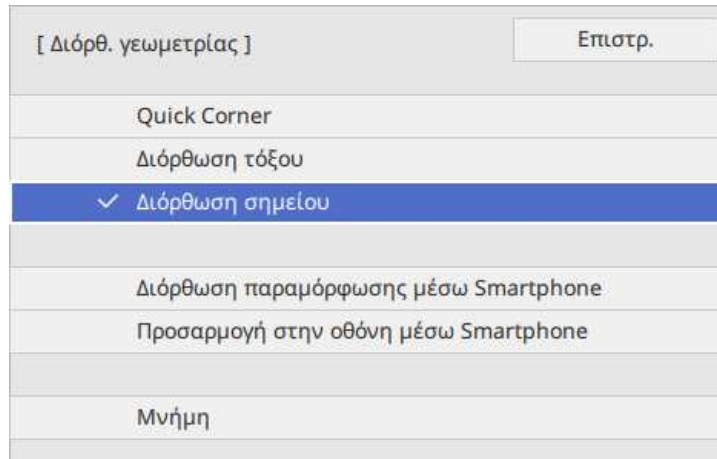 [ Διόρθ. γεωμετρίας ]
Επιστρ.
Quick Corner
Διόρθωση τόξου
Διόρθωση σημείου
Διόρθωση παραμόρφωσης μέσω Smartphone
Προσαρμογή στην οθόνη μέσω Smartphone
Μνήμη